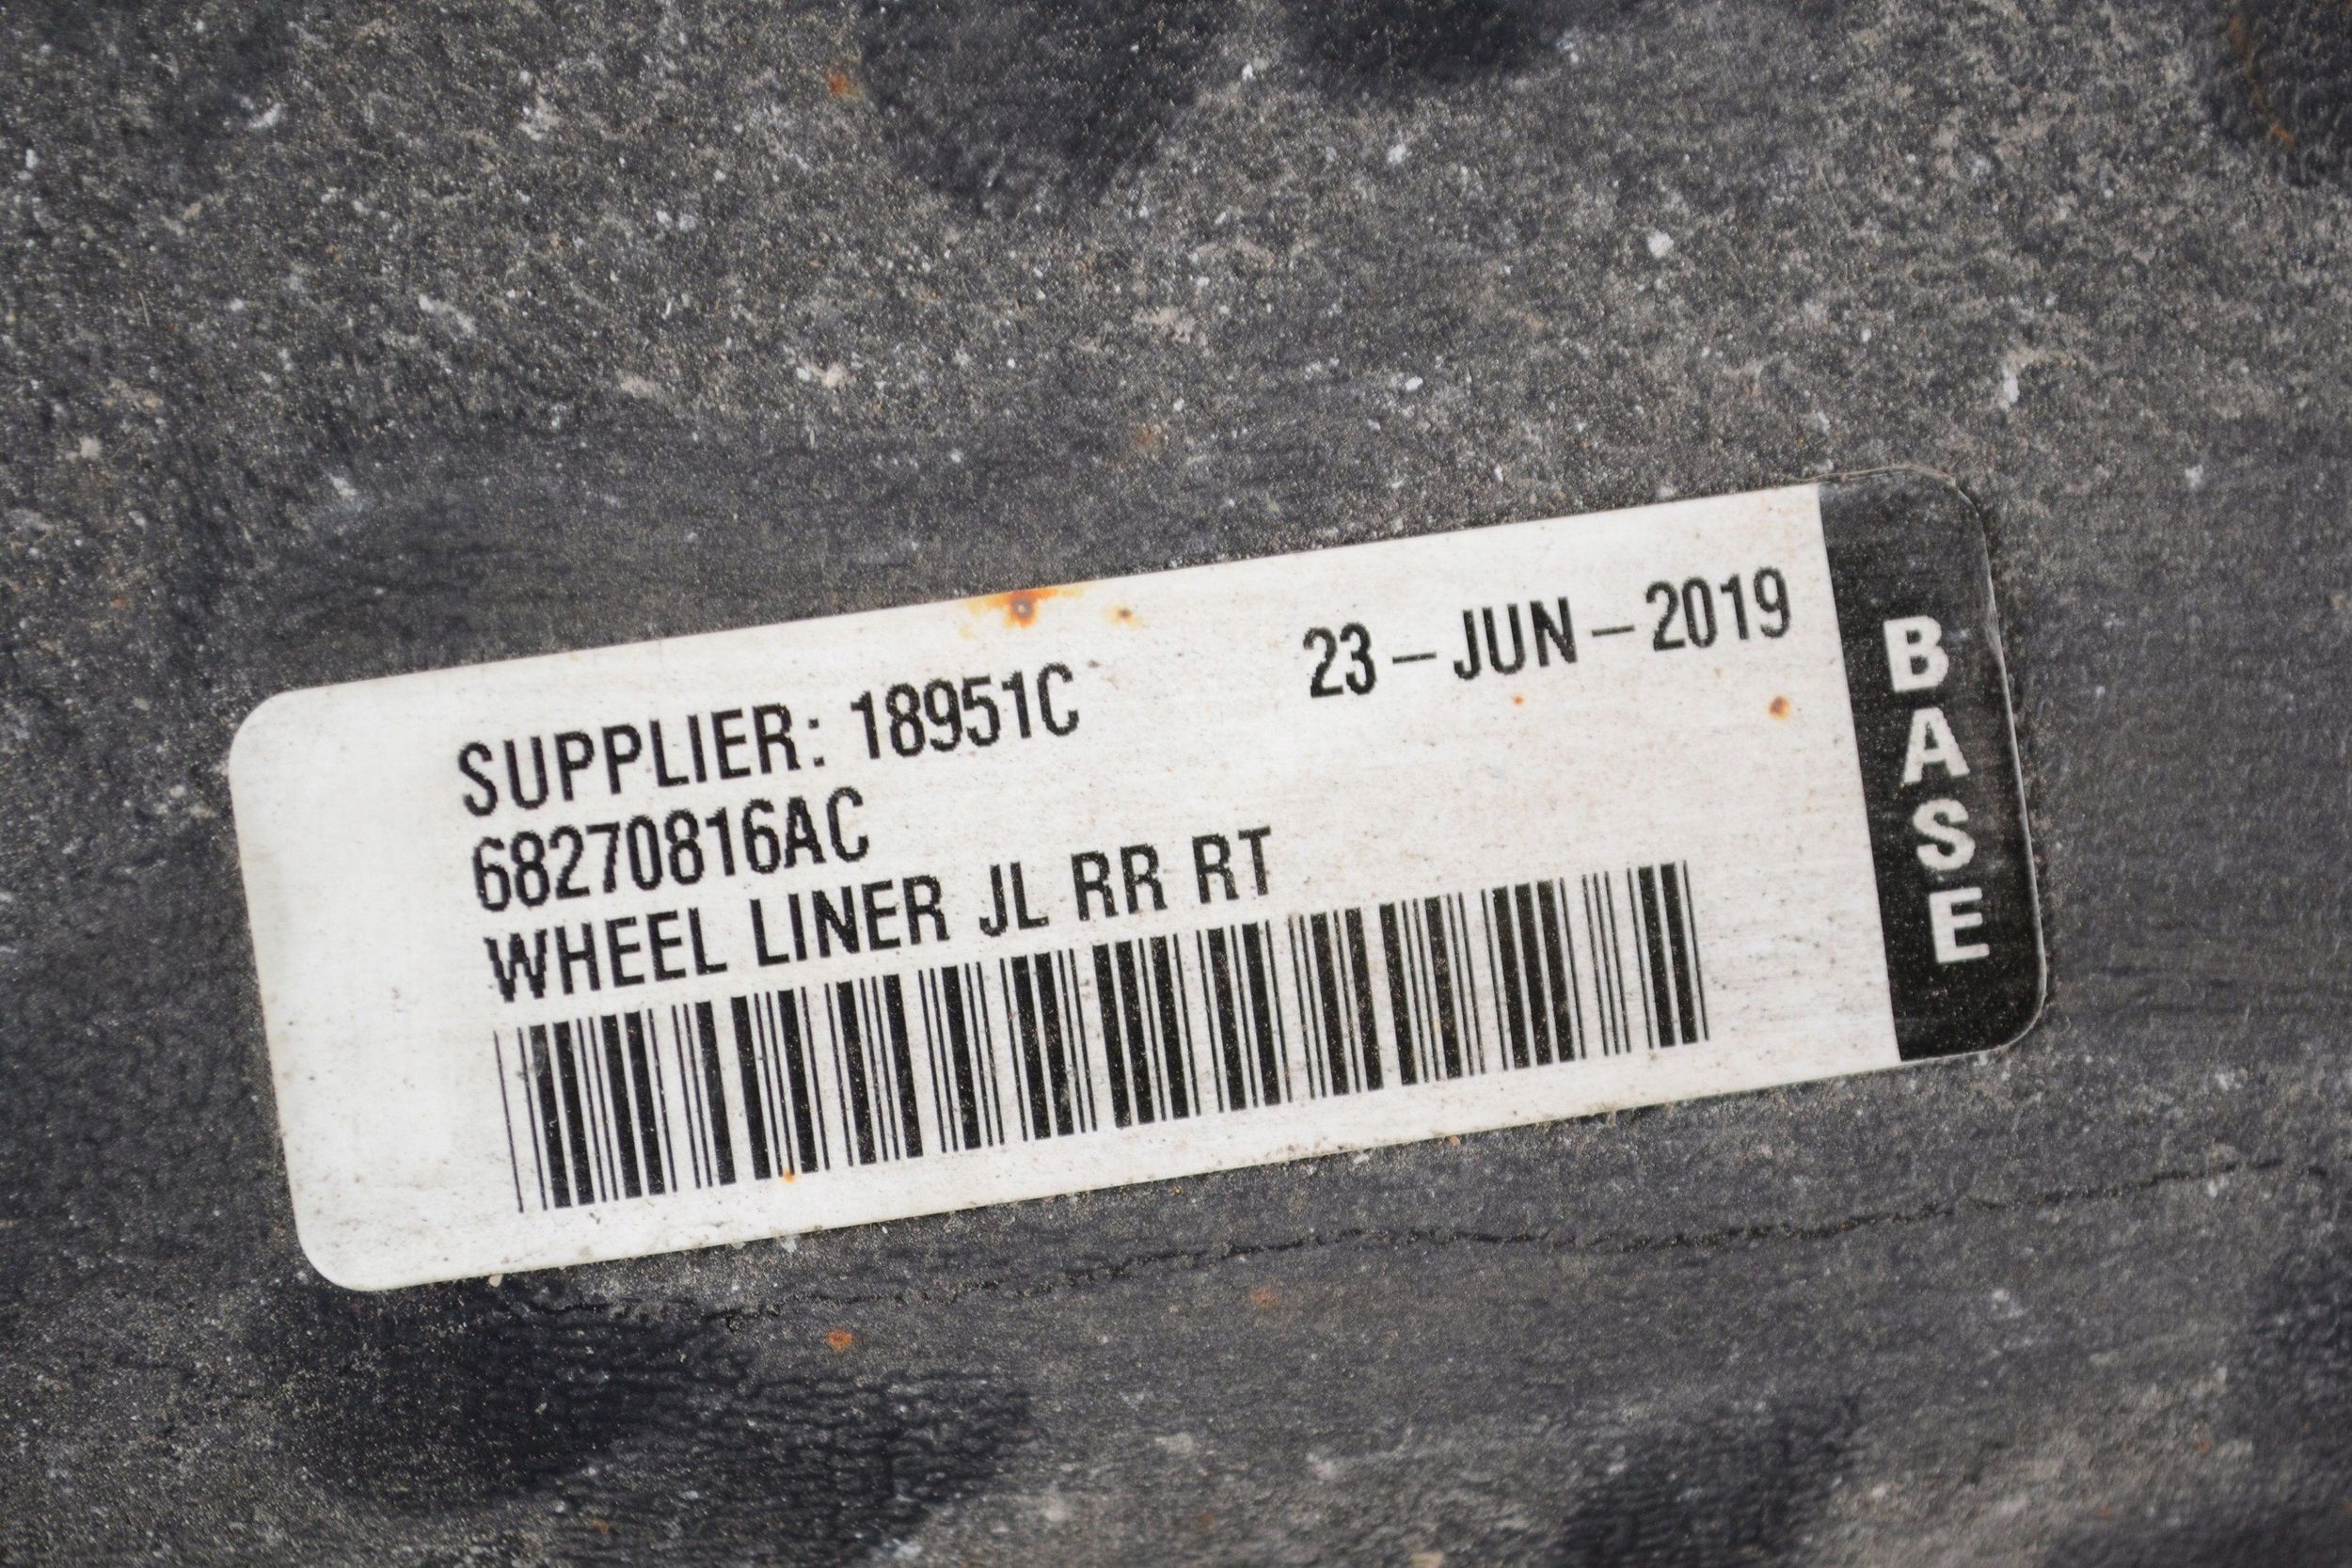 SUPPLIER: 18951C 23-JUN-2019
68270816AC
WHEEL LINER JL RR RT
BASE